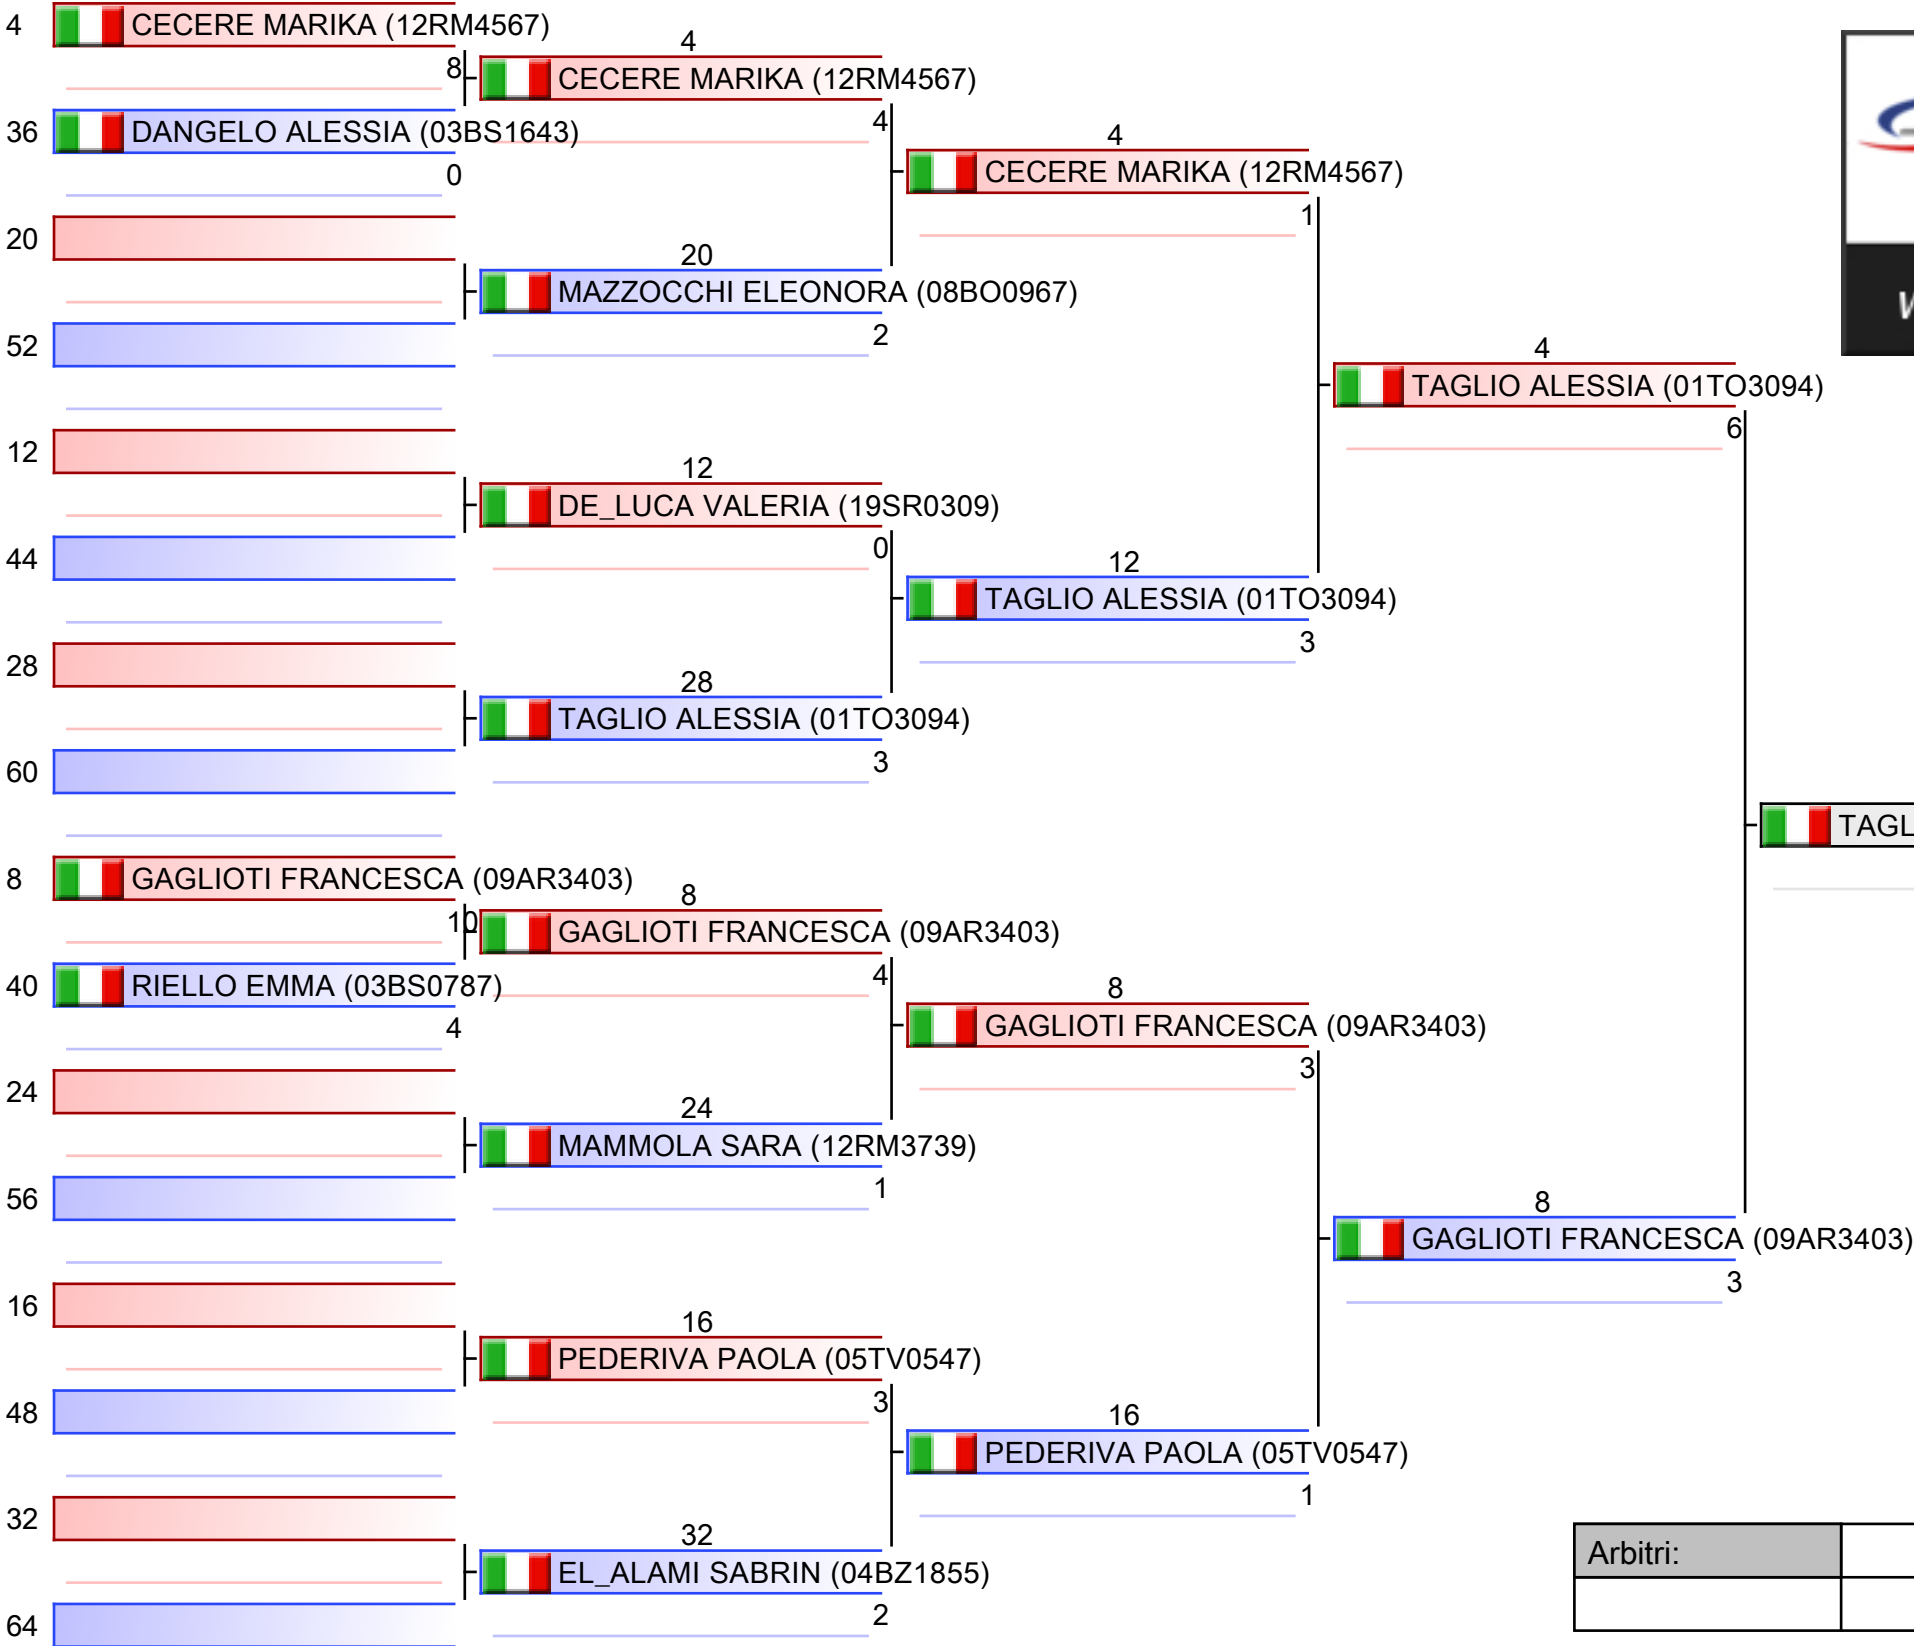 4 CECERE MARIKA (12RM4567)
4
8 CECERE MARIKA (12RM4567)
36 DANGELO ALESSIA (03BS1643)
4
4
0
CECERE MARIKA (12RM4567)
1
20
20
MAZZOCCHI ELEONORA (08BO0967)
2
52
4
TAGLIO ALESSIA (01TO3094)
6
12
12
DE_LUCA VALERIA (19SR0309)
0
44
12
TAGLIO ALESSIA (01TO3094)
3
28
28
TAGLIO ALESSIA (01TO3094)
3
60
TAGL
8 GAGLIOTI FRANCESCA (09AR3403)
8
10 GAGLIOTI FRANCESCA (09AR3403)
40 RIELLO EMMA (03BS0787)
4
8
4
GAGLIOTI FRANCESCA (09AR3403)
3
24
24
MAMMOLA SARA (12RM3739)
1
56
8
GAGLIOTI FRANCESCA (09AR3403)
3
16
16
PEDERIVA PAOLA (05TV0547)
3
48
16
PEDERIVA PAOLA (05TV0547)
1
32
32
EL_ALAMI SABRIN (04BZ1855)
2
64
Arbitri: